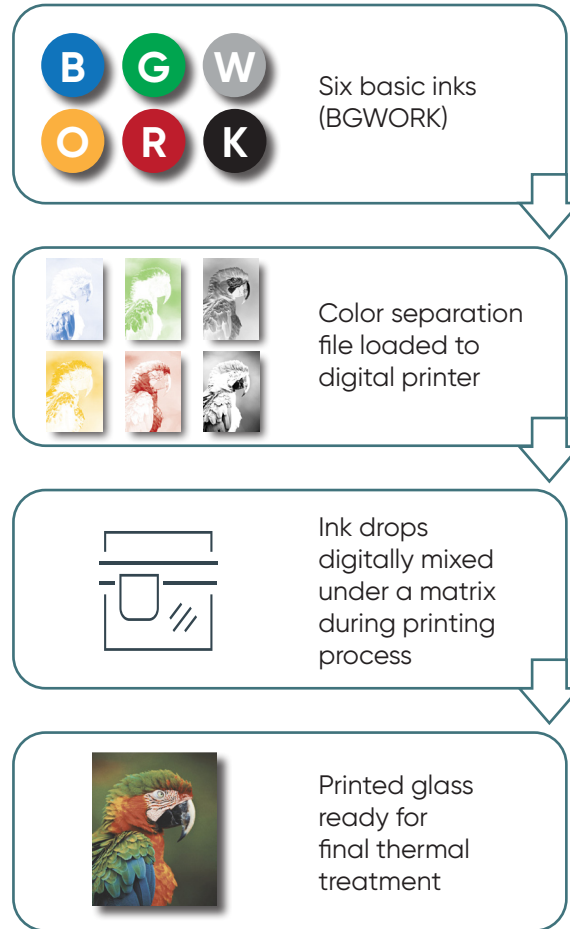 B G W
O R K
Six basic inks
(BGWORK)
Color separation
file loaded to
digital printer
Ink drops
digitally mixed
under a matrix
during printing
process
Printed glass
ready for
final thermal
treatment